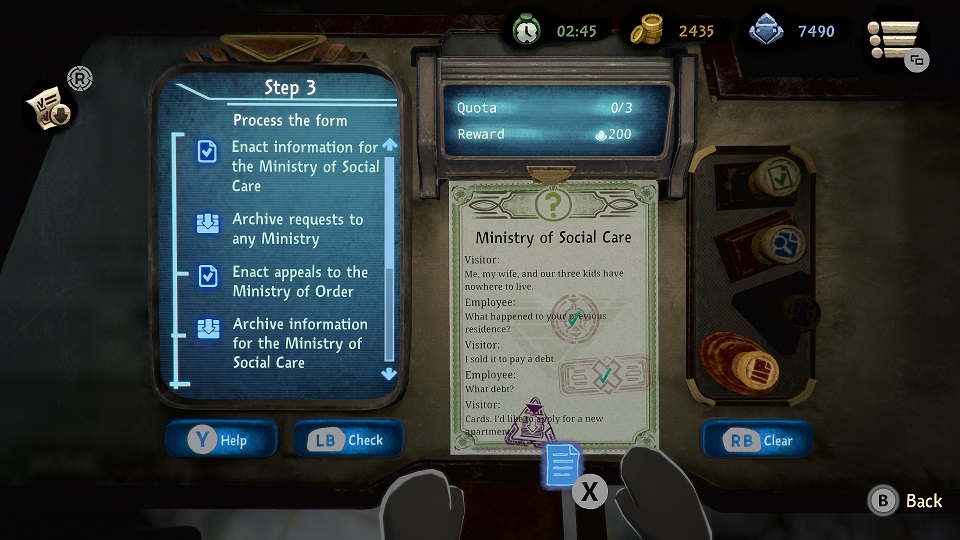 02:45
2435
7490
R
Step 3
Process the form
Enact information for
the Ministry of Social
Care
Archive requests to
any Ministry
Enact appeals to the
Ministry of Order
Archive information
for the Ministry of
Social Care
Y Help
LB Check
Quota 0/3
Reward 200
?
Ministry of Social Care
Visitor:
Me, my wife, and our three kids have
nowhere to live.
Employee:
What happened to your previous
residence?
Visitor:
I sold it to pay a debt.
Employee:
What debt?
Visitor:
Cards. I'd like to apply for a new
apartment.
X
RB Clear
B Back